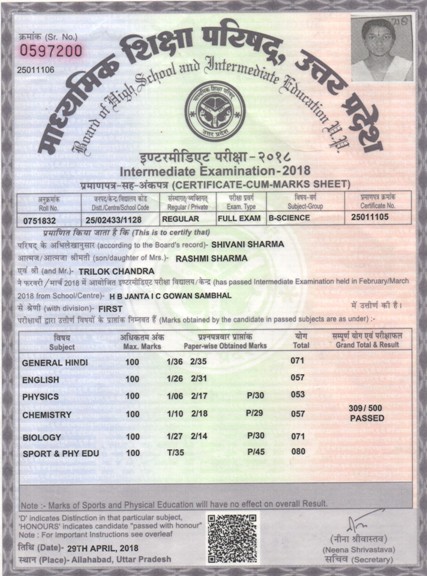 क्रमांक (Sr. No.)
0597200
25011106
माध्यमिक शिक्षा परिषद्, उत्तर प्रदेश
Board of High School and Intermediate Education U.P.
इण्टरमीडिएट परीक्षा-२०१८
Intermediate Examination-2018
प्रमाणपत्र-सह-अंकपत्र (CERTIFICATE-CUM-MARKS SHEET)
अनुक्रमांक जनपद/केन्द्र/विद्यालय कोड संस्थागत/व्यक्तिगत परीक्षा प्रकार विषय-वर्ग प्रमाणपत्र क्रमांक
Roll No. Dist./Centre/School Code Regular / Private Exam. Type Subject-Group Certificate No.
0751832 25/02433/1128 REGULAR FULL EXAM B-SCIENCE 25011105
प्रमाणित किया जाता है कि (This is to certify that)
परिषद् के अभिलेखानुसार (according to the Board's record)- SHIVANI SHARMA
आत्मज/आत्मजा श्रीमती (son/daughter of Mrs.)- RASHMI SHARMA
एवं श्री (and Mr.)- TRILOK CHANDRA
ने फरवरी /मार्च 2018 में आयोजित इण्टरमीडिएट परीक्षा विद्यालय/केन्द्र (has passed Intermediate Examination held in February/March
2018 from School/Centre)- H B JANTA I C GOWAN SAMBHAL
से श्रेणी (with division)- FIRST में उत्तीर्ण की है।
परीक्षार्थी द्वारा उत्तीर्ण विषयों के प्राप्तांक निम्नवत हैं (Marks obtained by the candidate in passed subjects are as under) :-
विषय अधिकतम अंक प्रश्नपत्रवार प्राप्तांक योग सम्पूर्ण योग एवं परीक्षाफल
Subject Max. Marks Paper-wise Obtained Marks Total Grand Total & Result
GENERAL HINDI 100 1/36 2/35 071
ENGLISH 100 1/26 2/31 057
PHYSICS 100 1/06 2/17 P/30 053
CHEMISTRY 100 1/10 2/18 P/29 057
309/ 500
PASSED
BIOLOGY 100 1/27 2/14 P/30 071
SPORT & PHY EDU 100 T/35 P/45 080
Note :- Marks of Sports and Physical Education will have no effect on overall Result.
'D' indicates Distinction in that particular subject,
'HONOURS' indicates candidate "passed with honour"
Note : For Important Instructions see overleaf
तिथि (Date)- 29TH APRIL, 2018
स्थान (Place)- Allahabad, Uttar Pradesh
(नीना श्रीवास्तव)
(Neena Shrivastava)
सचिव (Secretary)